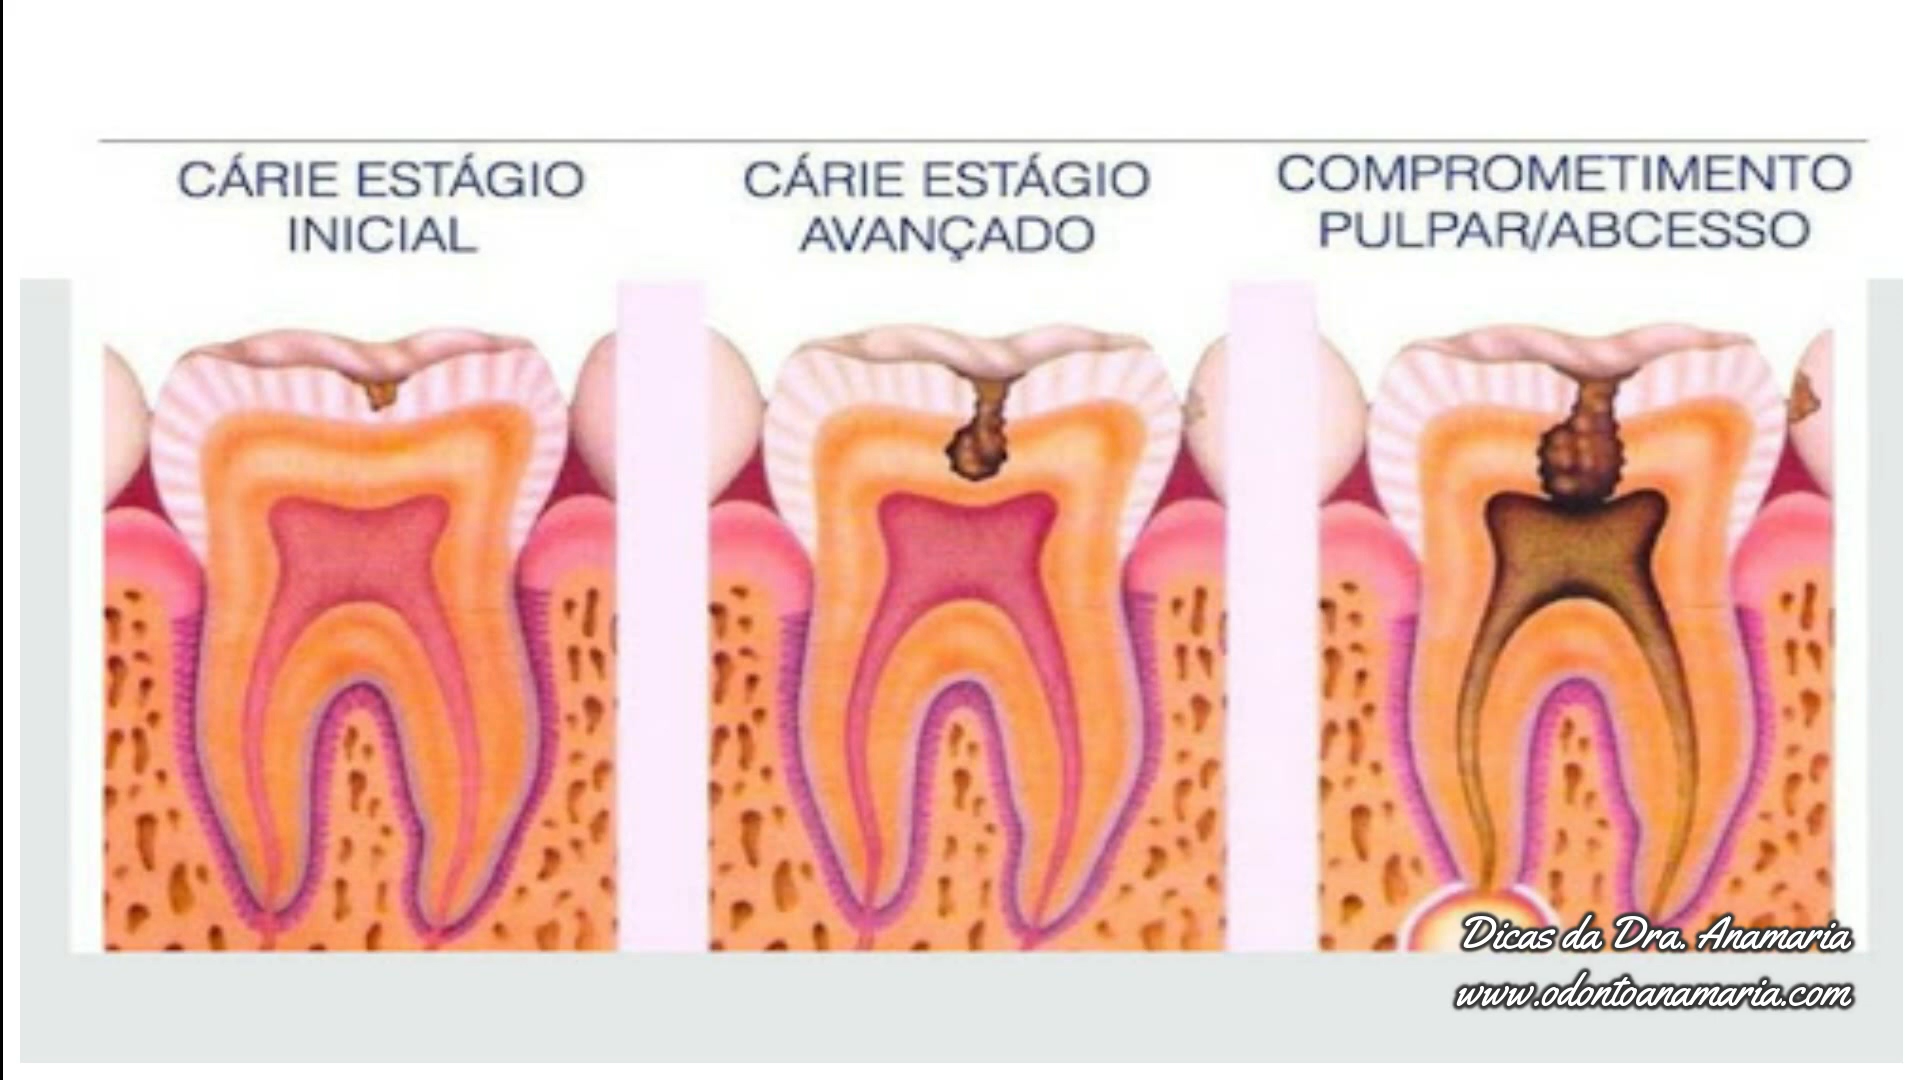 CÁRIE ESTÁGIO
INICIAL
CÁRIE ESTÁGIO
AVANÇADO
COMPROMETIMENTO
PULPAR/ABCESSO
Dicas da Dra. Anamaria
www.odontoanamaria.com